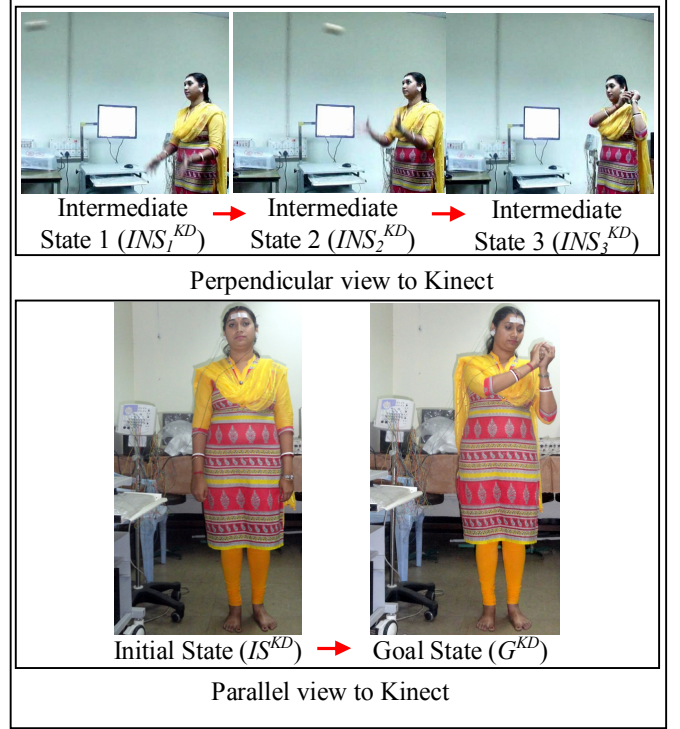 Intermediate → Intermediate → Intermediate
State 1 (INS₁ᴷᴰ) State 2 (INS₂ᴷᴰ) State 3 (INS₃ᴷᴰ)
Perpendicular view to Kinect
Initial State (ISᴷᴰ) → Goal State (Gᴷᴰ)
Parallel view to Kinect